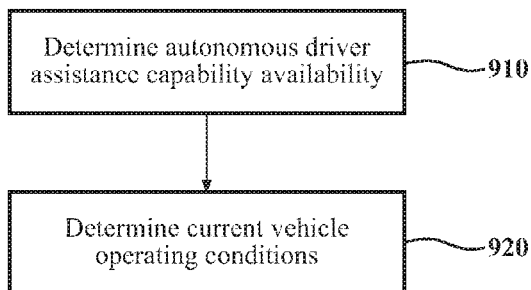 Determine autonomous driver
assistance capability availability
910
Determine current vehicle
operating conditions
920